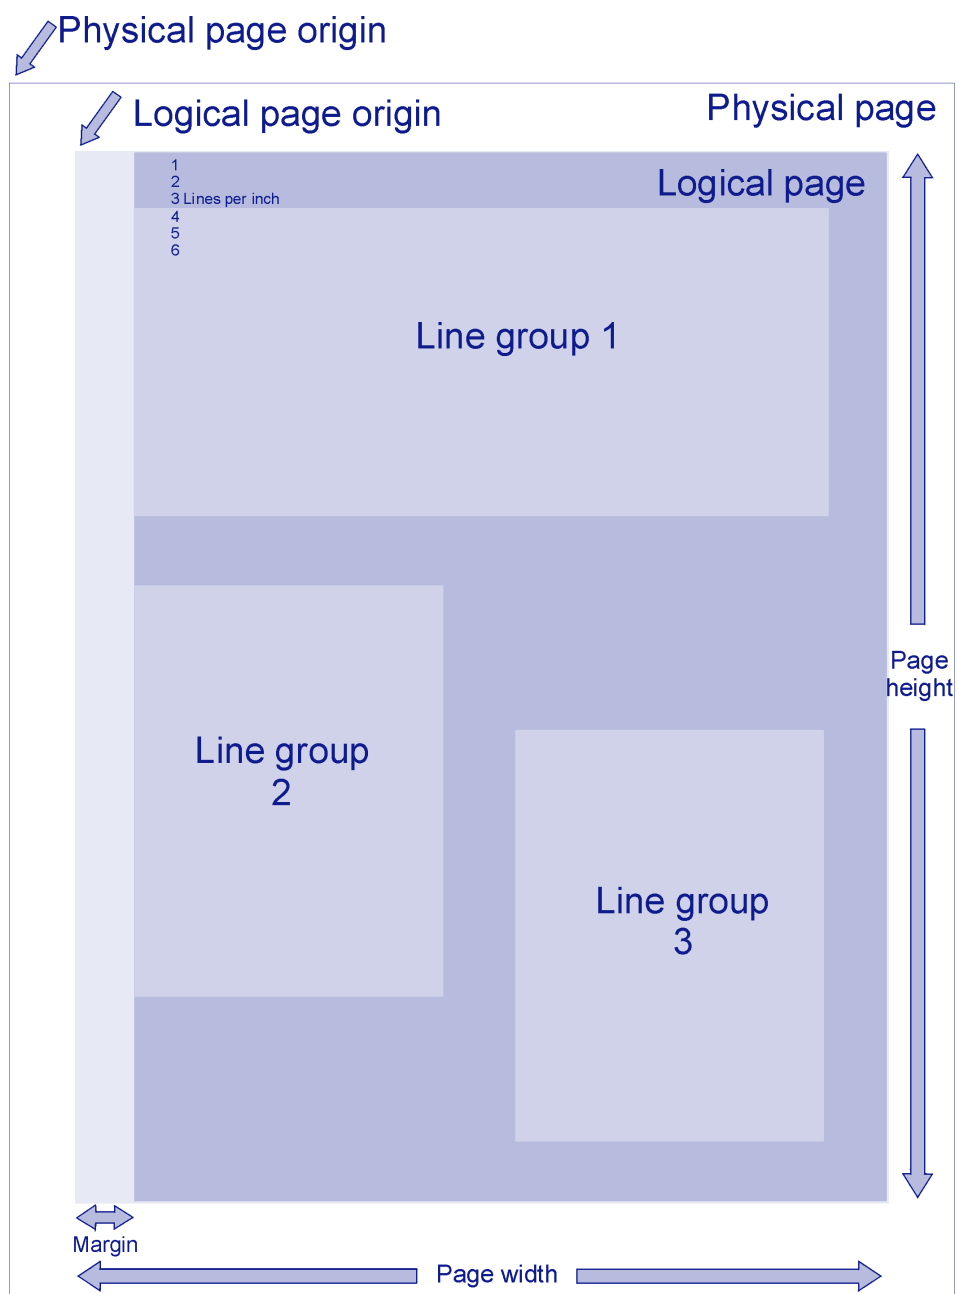 Physical page origin
Logical page origin
Physical page
Logical page
1
2
3 Lines per inch
4
5
6
Line group 1
Page
height
Line group
2
Line group
3
Margin
Page width